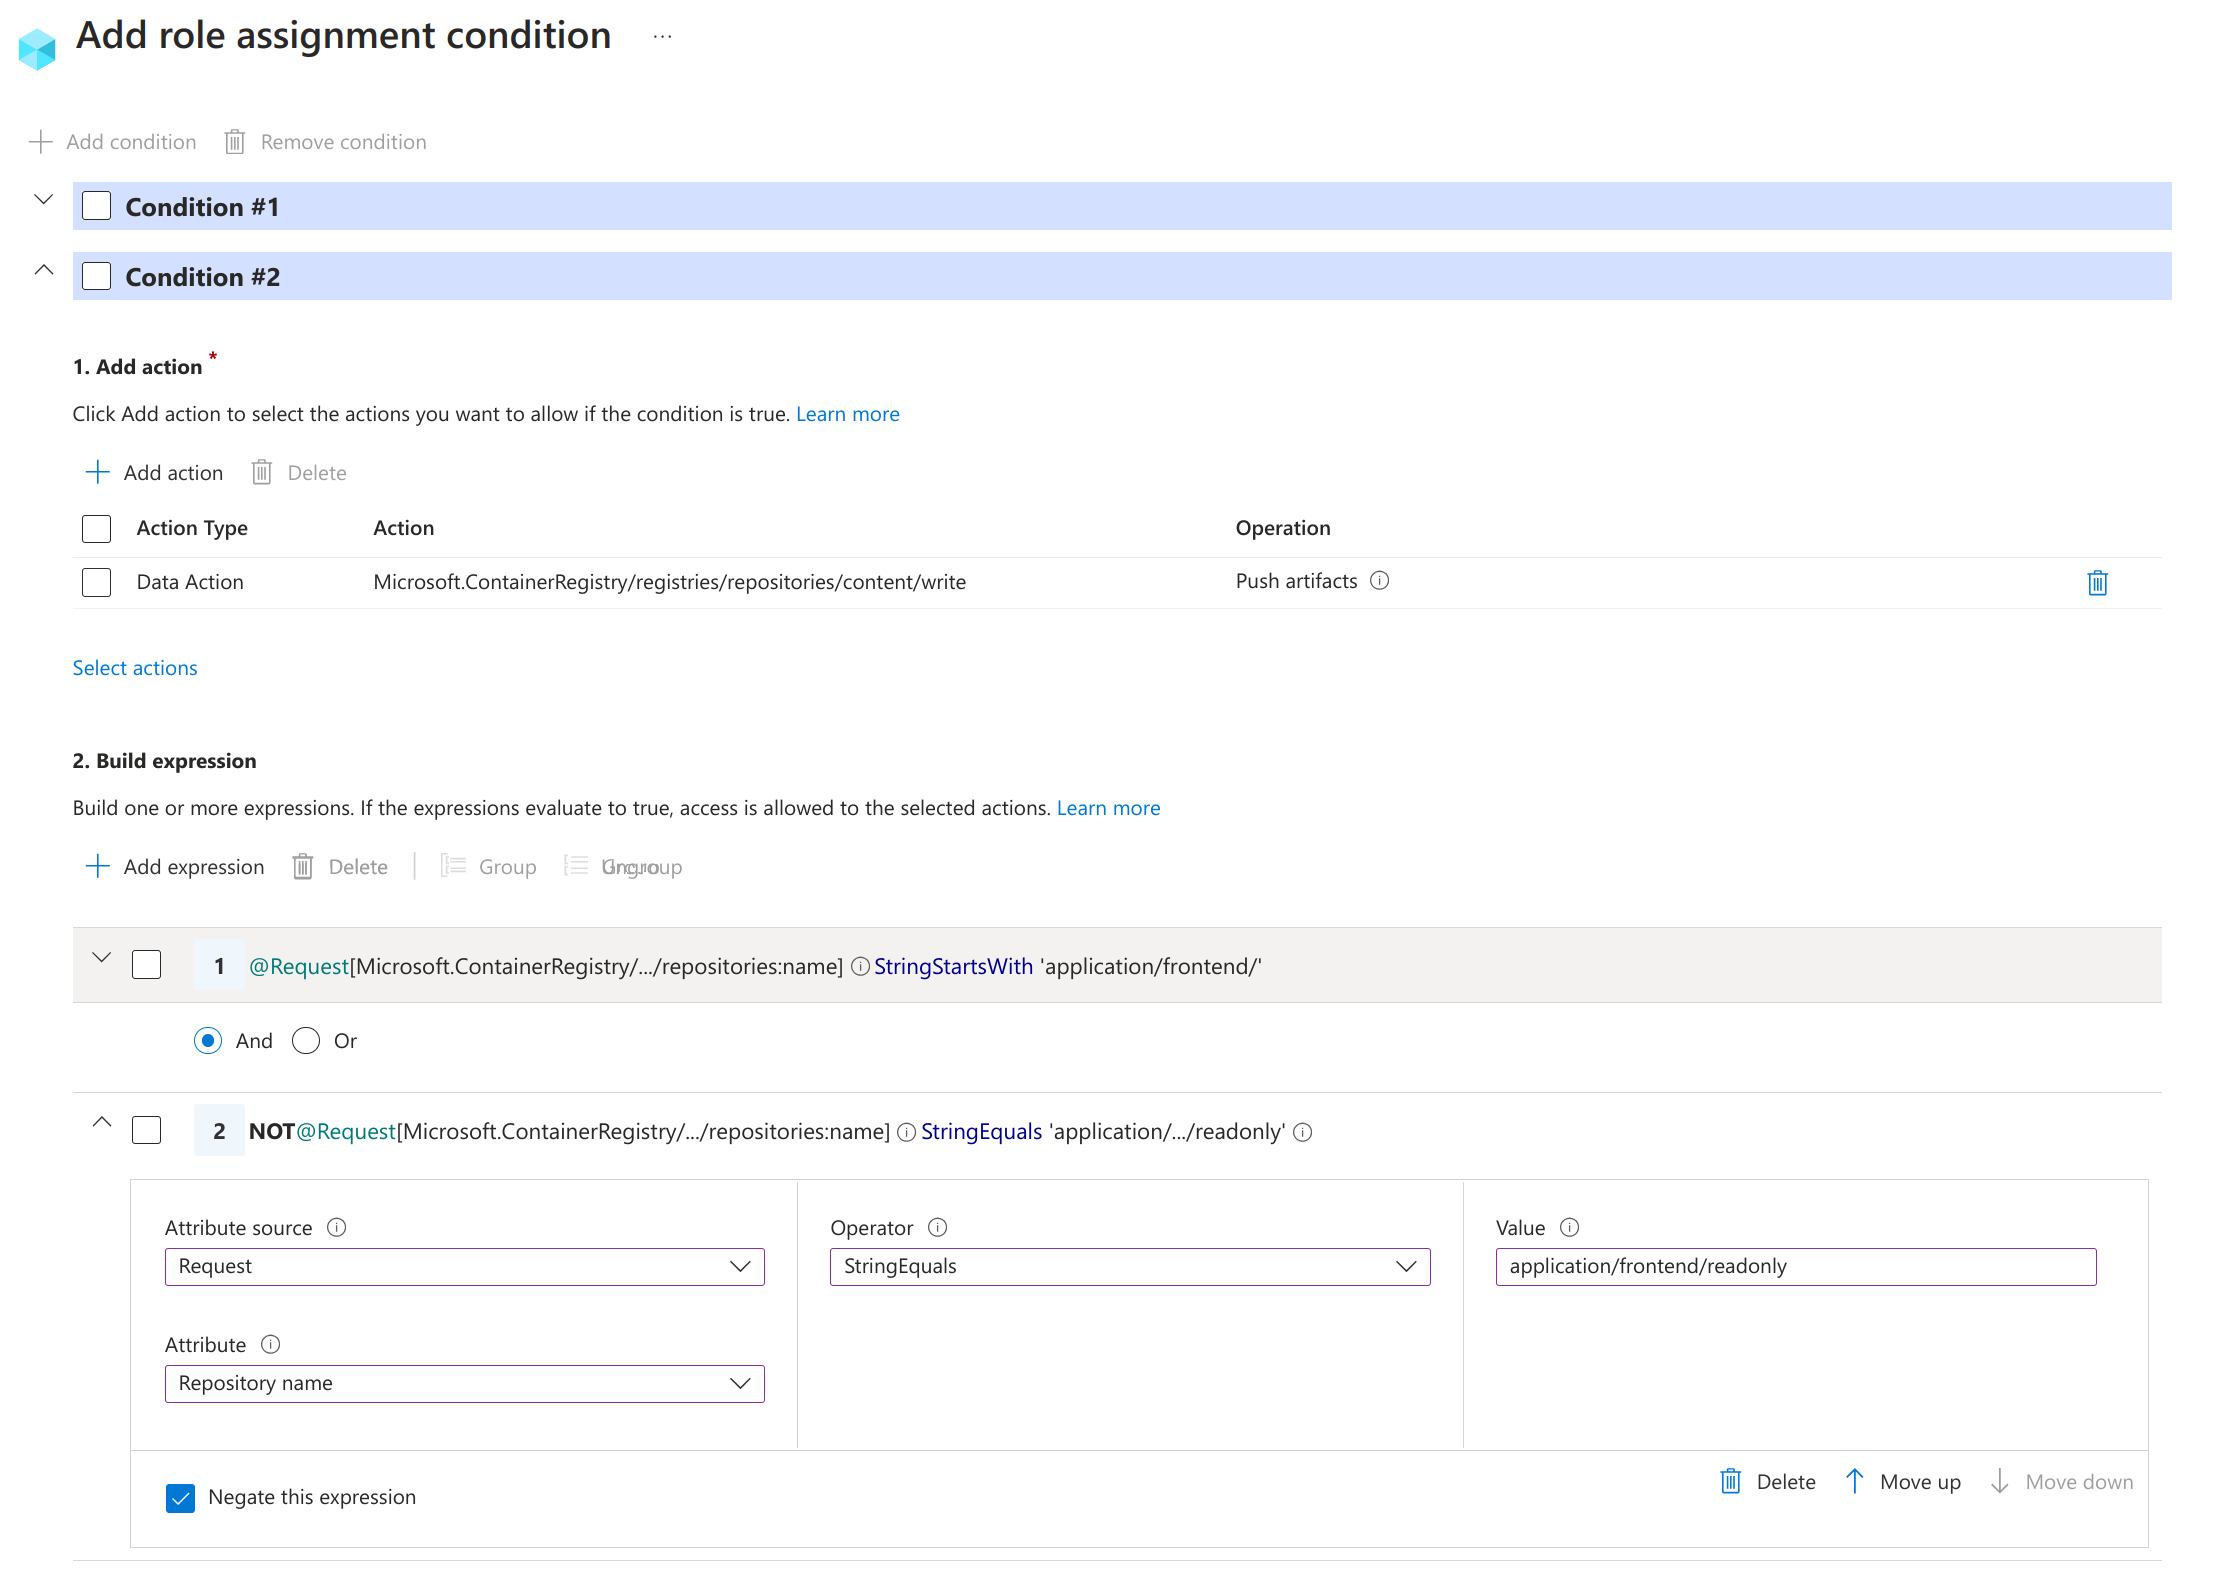 Add role assignment condition ...
Add condition Remove condition
Condition #1
Condition #2
1. Add action *
Click Add action to select the actions you want to allow if the condition is true. Learn more
Add action Delete
Action Type Action Operation
Data Action Microsoft.ContainerRegistry/registries/repositories/content/write Push artifacts
Select actions
2. Build expression
Build one or more expressions. If the expressions evaluate to true, access is allowed to the selected actions. Learn more
Add expression Delete Group Ungroup
1 @Request[Microsoft.ContainerRegistry/.../repositories:name] StringStartsWith 'application/frontend/'
And Or
2 NOT@Request[Microsoft.ContainerRegistry/.../repositories:name] StringEquals 'application/.../readonly'
Attribute source Operator Value
Request StringEquals application/frontend/readonly
Attribute
Repository name
Negate this expression Delete Move up Move down